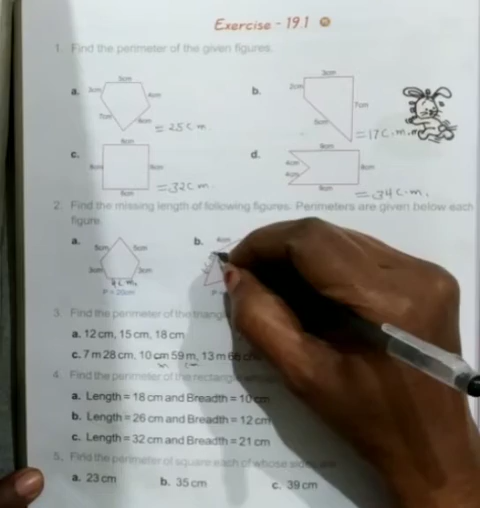 Exercise - 19.1
1. Find the perimeter of the given figures.
a.
5cm
3cm
4cm
7cm
6cm
= 25cm
b.
3cm
2cm
7cm
5cm
= 17c.m.
c.
8cm
8cm
8cm
8cm
= 32cm.
d.
9cm
4cm
4cm
8cm
9cm
= 34c.m.
2. Find the missing length of following figures. Perimeters are given below each
figure.
a.
5cm
5cm
3cm
3cm
4c.m.
P = 20cm
b.
4cm
P =
3. Find the perimeter of the triang
a. 12 cm, 15 cm, 18 cm
c. 7 m 28 cm, 10 cm 59 m, 13 m 66 cm
m
4. Find the perimeter of the rectangle
a. Length = 18 cm and Breadth = 10 cm
b. Length = 26 cm and Breadth = 12 cm
c. Length = 32 cm and Breadth = 21 cm
5. Find the perimeter of square each of whose sides are
a. 23 cm
b. 35 cm
c. 39 cm